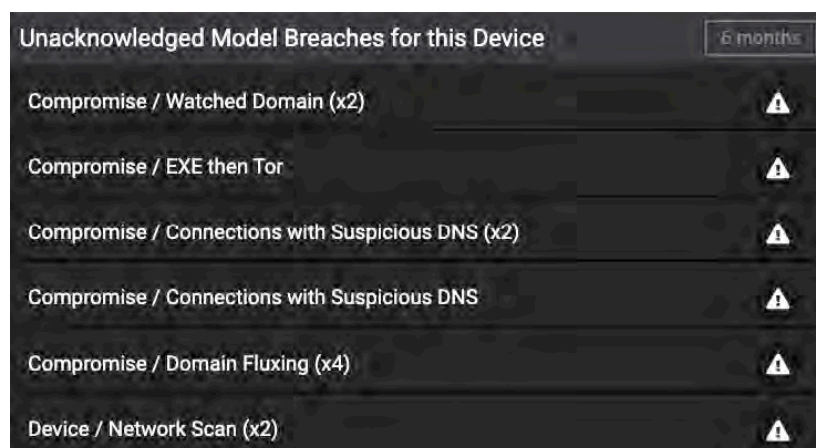 Unacknowledged Model Breaches for this Device 6 months
Compromise / Watched Domain (x2)
Compromise / EXE then Tor
Compromise / Connections with Suspicious DNS (x2)
Compromise / Connections with Suspicious DNS
Compromise / Domain Fluxing (x4)
Device / Network Scan (x2)